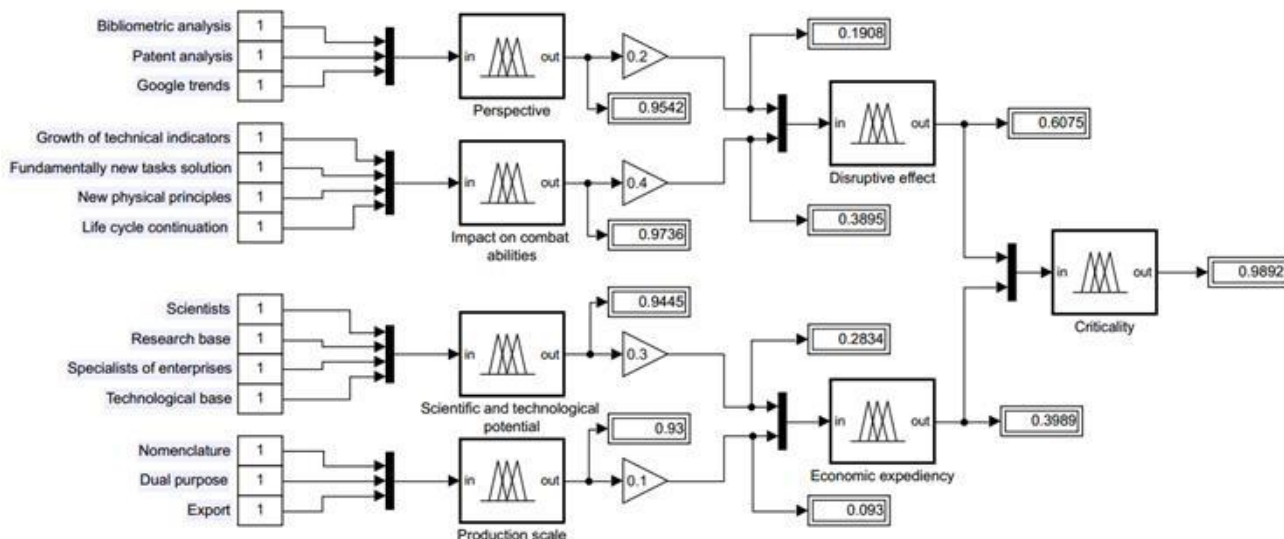 Bibliometric analysis
1
Patent analysis
1
Google trends
1
in
out
Perspective
0.9542
0.2
0.1908
Growth of technical indicators
1
Fundamentally new tasks solution
1
New physical principles
1
Life cycle continuation
1
in
out
Impact on combat
abilities
0.9736
0.4
0.3895
in
out
Disruptive effect
0.6075
Scientists
1
Research base
1
Specialists of enterprises
1
Technological base
1
in
out
Scientific and technological
potential
0.9445
0.3
0.2834
Nomenclature
1
Dual purpose
1
Export
1
in
out
Production scale
0.93
0.1
0.093
in
out
Economic expediency
0.3989
in
out
Criticality
0.9892